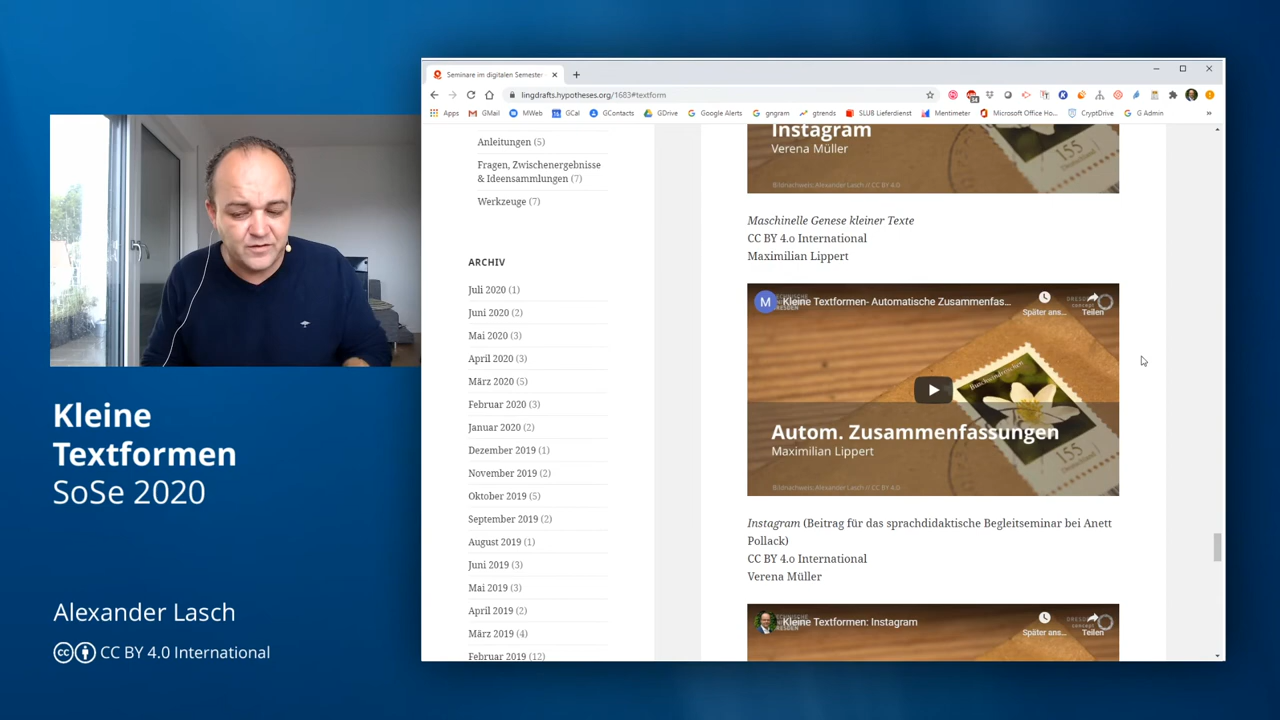 Kleine
Textformen
SoSe 2020
Alexander Lasch
CC BY 4.0 International
Seminare im digitalen Semester
lingdrafts.hypotheses.org/1683#textform
Apps
GMail
MWeb
GCal
GContacts
GDrive
Google Alerts
gngram
gtrends
SLUB Lieferdienst
Mentimeter
Microsoft Office Ho...
CryptDrive
G Admin
Anleitungen (5)
Fragen, Zwischenergebnisse
& Ideensammlungen (7)
Werkzeuge (7)
ARCHIV
Juli 2020 (1)
Juni 2020 (2)
Mai 2020 (3)
April 2020 (3)
März 2020 (5)
Februar 2020 (3)
Januar 2020 (2)
Dezember 2019 (1)
November 2019 (2)
Oktober 2019 (5)
September 2019 (2)
August 2019 (1)
Juni 2019 (3)
Mai 2019 (3)
April 2019 (2)
März 2019 (4)
Februar 2019 (12)
Instagram
Verena Müller
155
Bildnachweis Alexander Lasch // CC BY 4.0
Maschinelle Genese kleiner Texte
CC BY 4.0 International
Maximilian Lippert
M
Kleine Textformen- Automatische Zusammenfas...
Später ans...
Teilen
Buschwindröschen
155
Autom. Zusammenfassungen
Maximilian Lippert
Bildnachweis Alexander Lasch // CC BY 4.0
Instagram (Beitrag für das sprachdidaktische Begleitseminar bei Anett
Pollack)
CC BY 4.0 International
Verena Müller
Kleine Textformen: Instagram
Später ans...
Teilen